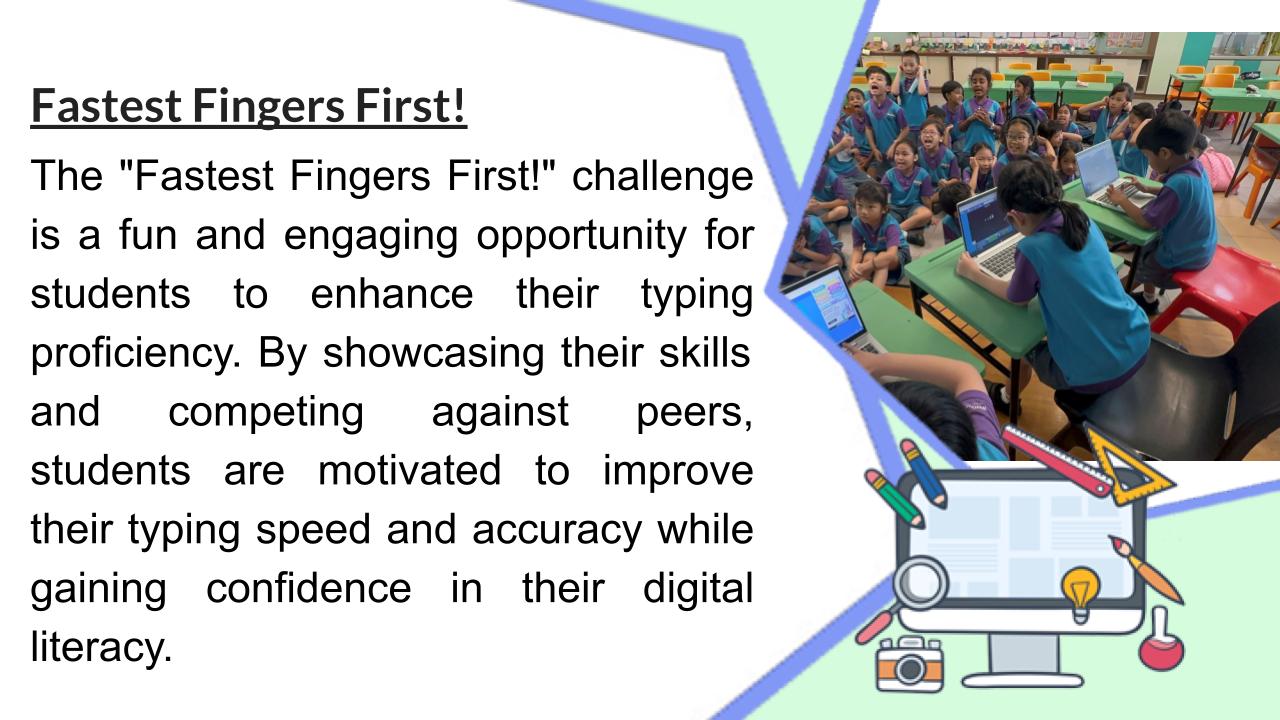 Fastest Fingers First!
The "Fastest Fingers First!" challenge
is a fun and engaging opportunity for
students to enhance their typing
proficiency. By showcasing their skills
and competing against peers,
students are motivated to improve
their typing speed and accuracy while
gaining confidence in their digital
literacy.